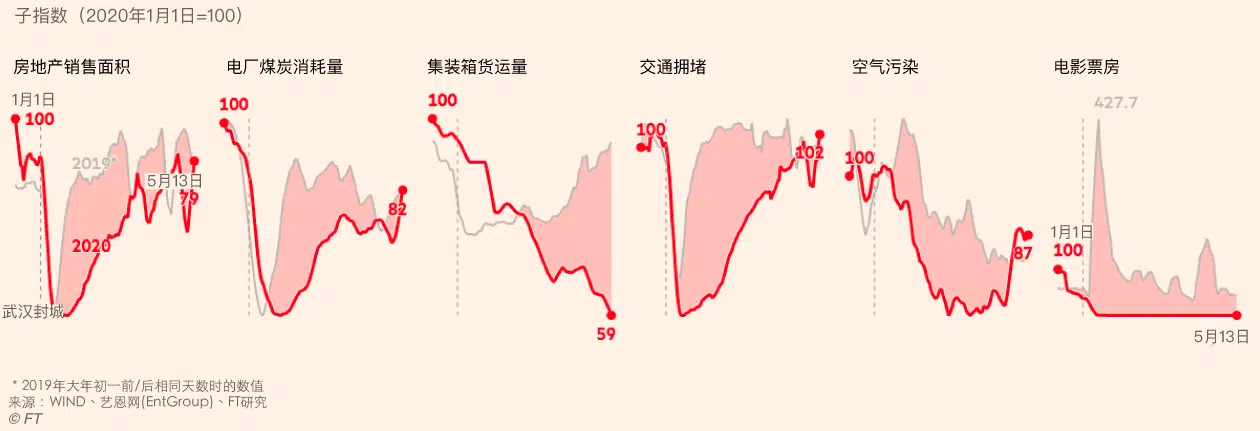 子指数（2020年1月1日=100）
房地产销售面积
电厂煤炭消耗量
集装箱货运量
交通拥堵
空气污染
电影票房
1月1日
100
2019*
5月13日
79
2020
武汉封城
100
82
100
59
100
102
100
87
427.7
1月1日
100
5月13日
* 2019年大年初一前/后相同天数时的数值
来源：WIND、艺恩网(EntGroup)、FT研究
© FT